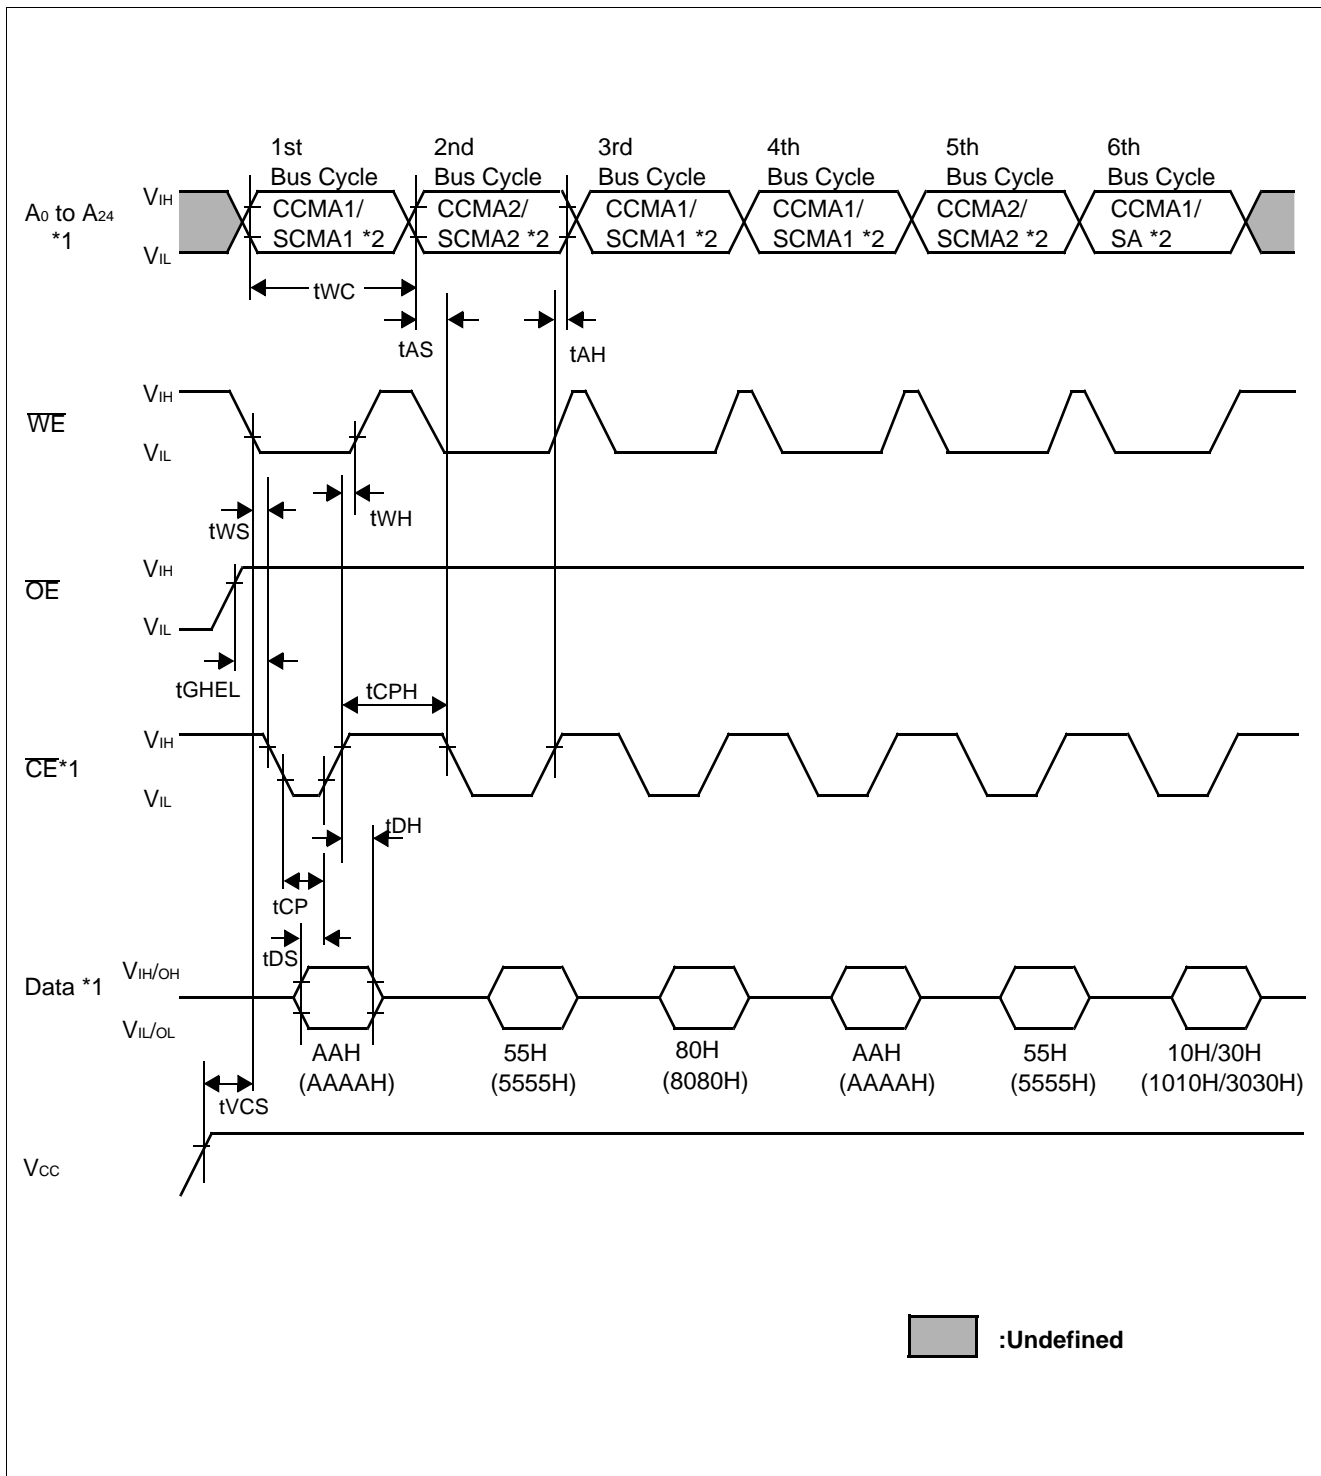 1st
Bus Cycle
2nd
Bus Cycle
3rd
Bus Cycle
4th
Bus Cycle
5th
Bus Cycle
6th
Bus Cycle
A0 to A24
*1
VIH
VIL
CCMA1/
SCMA1 *2
CCMA2/
SCMA2 *2
CCMA1/
SCMA1 *2
CCMA1/
SCMA1 *2
CCMA2/
SCMA2 *2
CCMA1/
SA *2
tWC
tAS
tAH
WE
VIH
VIL
tWS
tWH
OE
VIH
VIL
tGHEL
tCPH
CE*1
VIH
VIL
tDH
tCP
tDS
Data *1
VIH/OH
VIL/OL
AAH
(AAAAH)
55H
(5555H)
80H
(8080H)
AAH
(AAAAH)
55H
(5555H)
10H/30H
(1010H/3030H)
tVCS
VCC
:Undefined